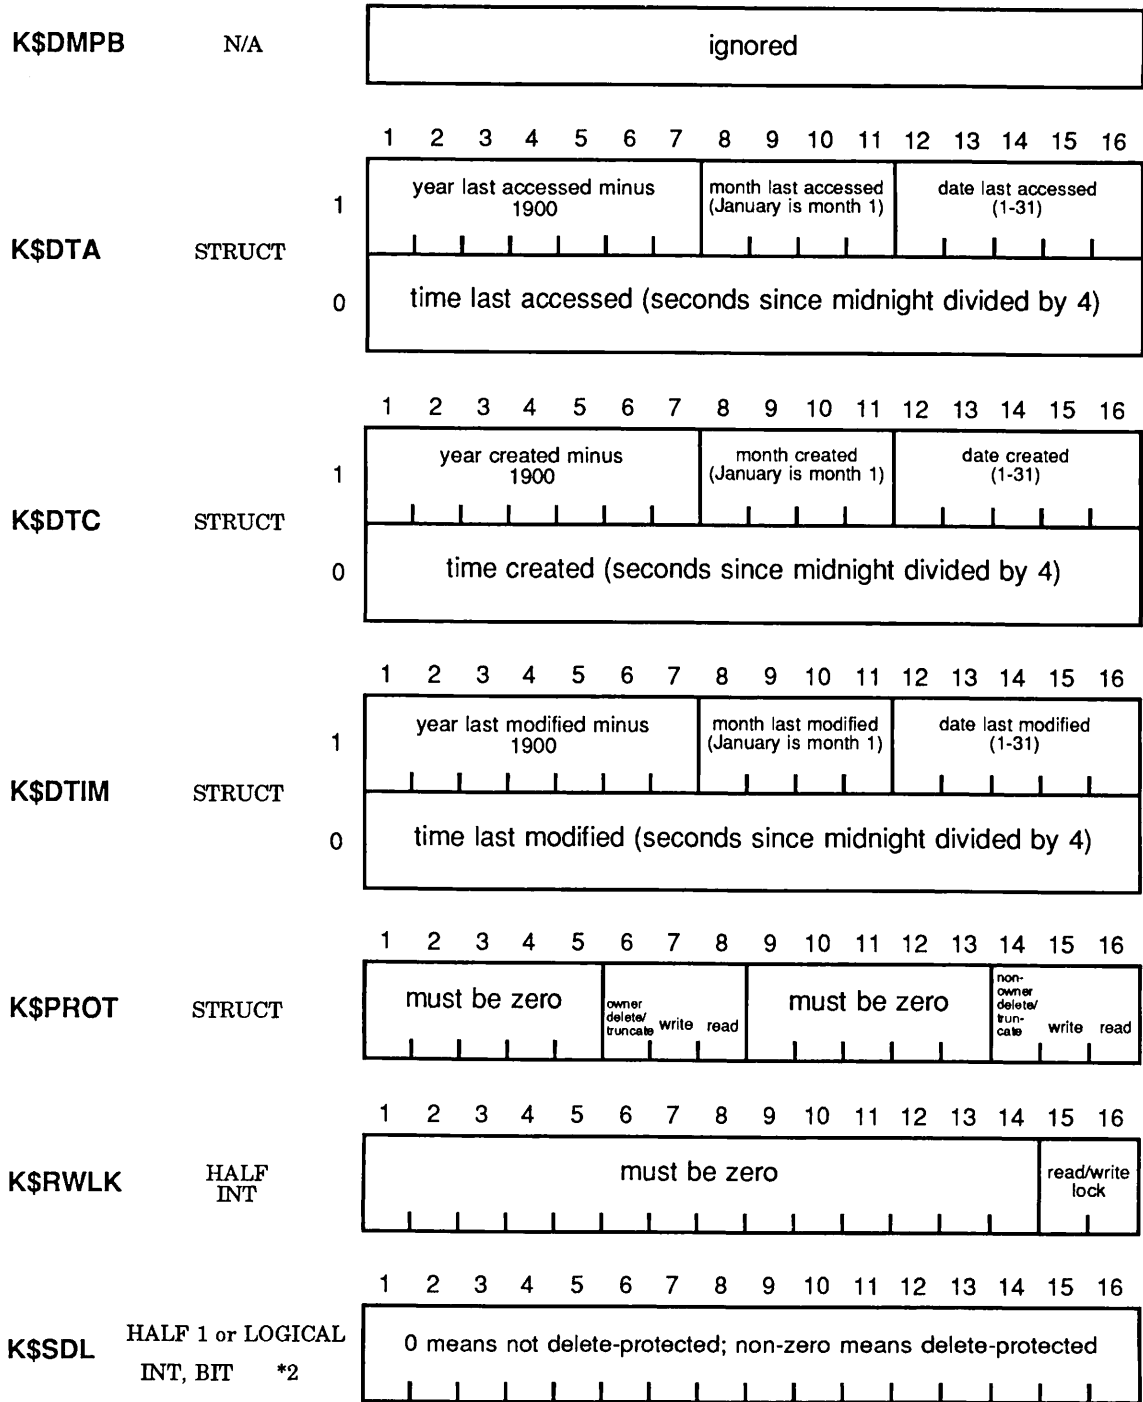 K$DMPB N/A ignored
1 2 3 4 5 6 7 8 9 10 11 12 13 14 15 16
year last accessed minus 1900 month last accessed (January is month 1) date last accessed (1-31)
1
K$DTA STRUCT
0 time last accessed (seconds since midnight divided by 4)
1 2 3 4 5 6 7 8 9 10 11 12 13 14 15 16
year created minus 1900 month created (January is month 1) date created (1-31)
1
K$DTC STRUCT
0 time created (seconds since midnight divided by 4)
1 2 3 4 5 6 7 8 9 10 11 12 13 14 15 16
year last modified minus 1900 month last modified (January is month 1) date last modified (1-31)
1
K$DTIM STRUCT
0 time last modified (seconds since midnight divided by 4)
1 2 3 4 5 6 7 8 9 10 11 12 13 14 15 16
K$PROT STRUCT must be zero owner delete/ truncate write read must be zero non- owner delete/ trun- cate write read
1 2 3 4 5 6 7 8 9 10 11 12 13 14 15 16
K$RWLK HALF INT must be zero read/write lock
1 2 3 4 5 6 7 8 9 10 11 12 13 14 15 16
K$SDL HALF 1 or LOGICAL 0 means not delete-protected; non-zero means delete-protected
INT, BIT *2